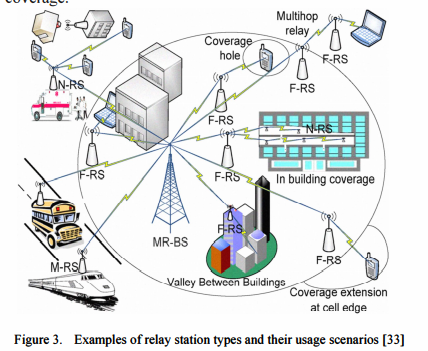 coverage.
Multihop
relay
Coverage
hole
N-RS
F-RS
F-RS
F-RS
N-RS
F-RS
F-RS
In building coverage
MR-BS
F-RS
F-RS
M-RS
Valley Between Buildings
Coverage extension
at cell edge
Figure 3. Examples of relay station types and their usage scenarios [33]